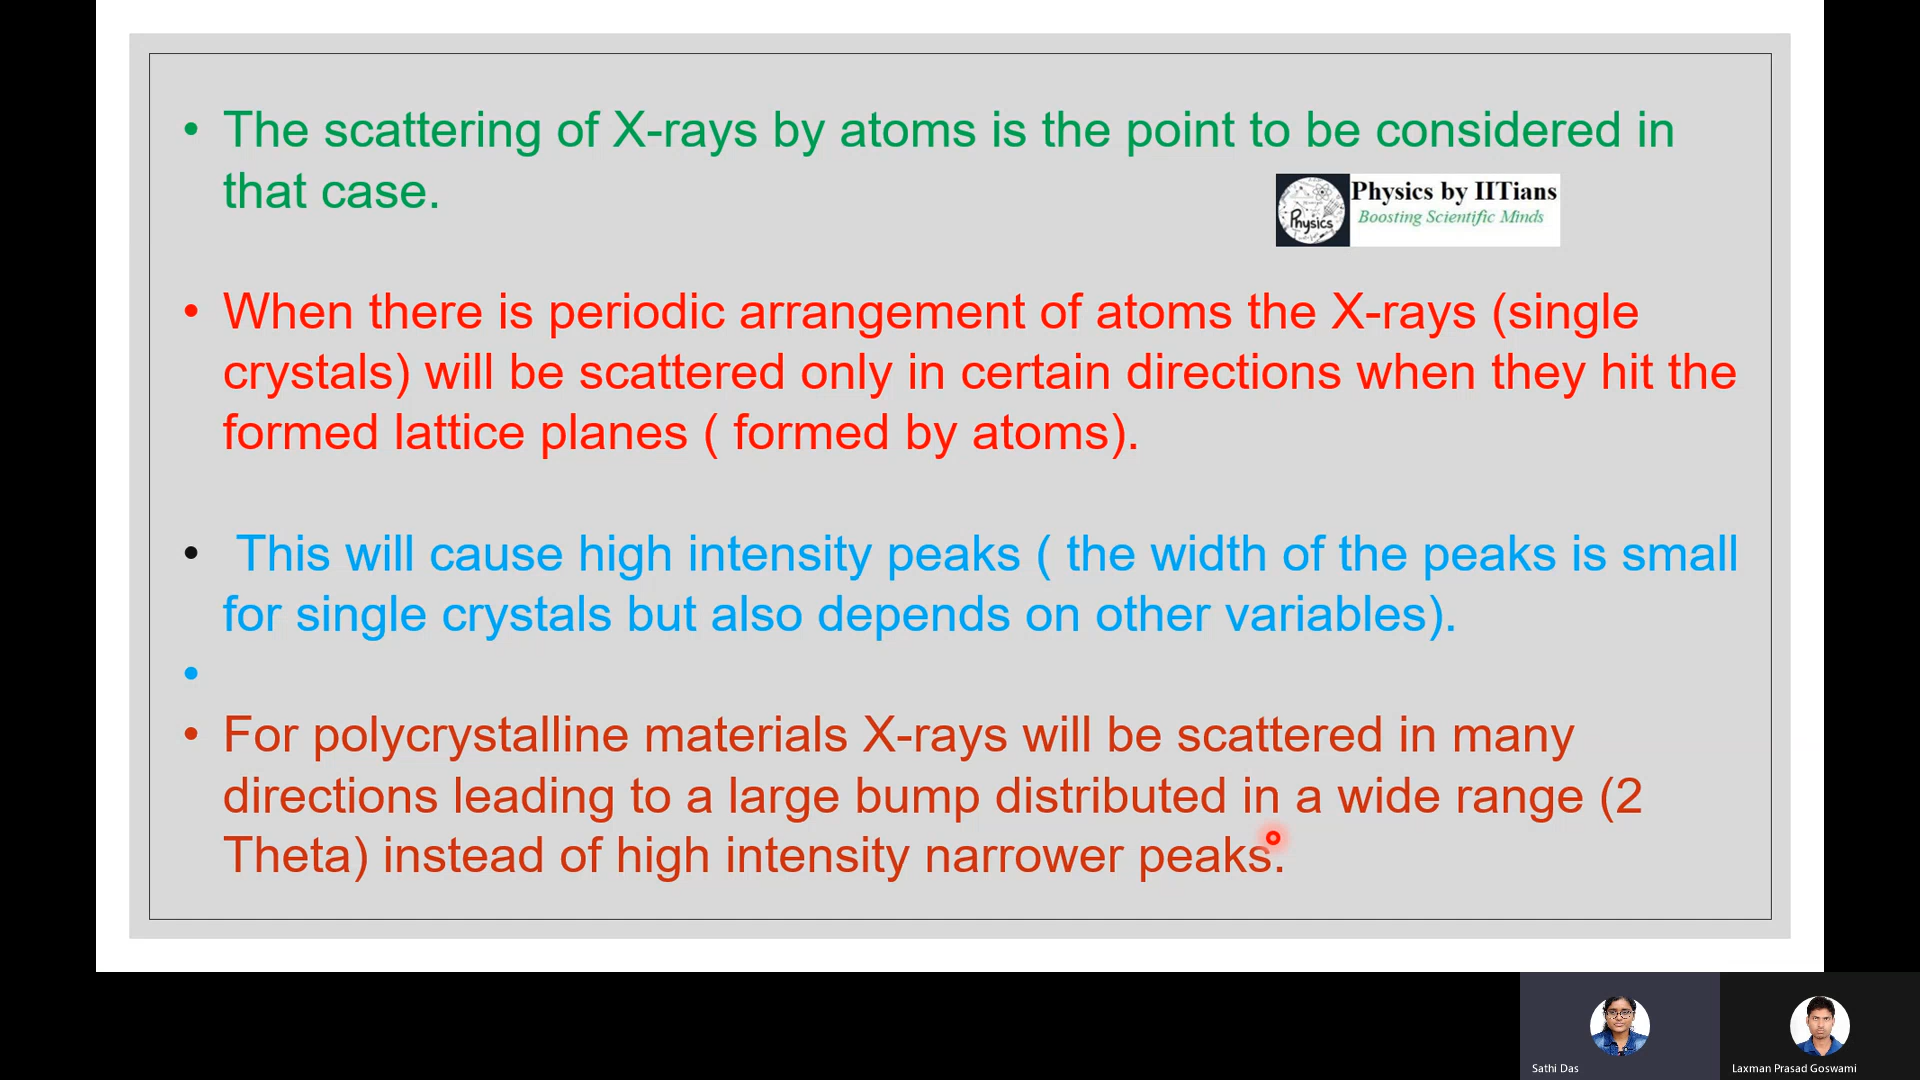 • The scattering of X-rays by atoms is the point to be considered in
that case.
Physics by IITians
Boosting Scientific Minds
Physics
• When there is periodic arrangement of atoms the X-rays (single
crystals) will be scattered only in certain directions when they hit the
formed lattice planes ( formed by atoms).
• This will cause high intensity peaks ( the width of the peaks is small
for single crystals but also depends on other variables).
•
• For polycrystalline materials X-rays will be scattered in many
directions leading to a large bump distributed in a wide range (2
Theta) instead of high intensity narrower peaks.
Sathi Das
Laxman Prasad Goswami